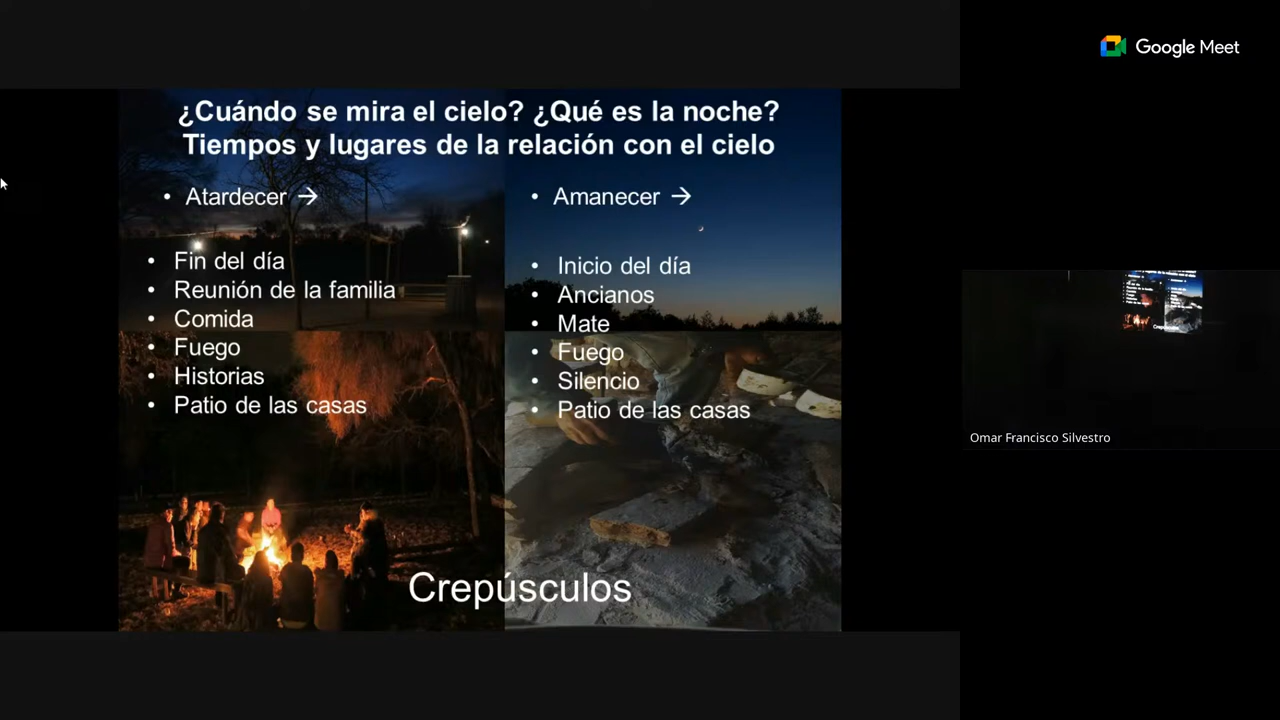 Google Meet
¿Cuándo se mira el cielo? ¿Qué es la noche?
Tiempos y lugares de la relación con el cielo
• Atardecer →
• Fin del día
• Reunión de la familia
• Comida
• Fuego
• Historias
• Patio de las casas
• Amanecer →
• Inicio del día
• Ancianos
• Mate
• Fuego
• Silencio
• Patio de las casas
Crepúsculos
Crepúsculos
Omar Francisco Silvestro